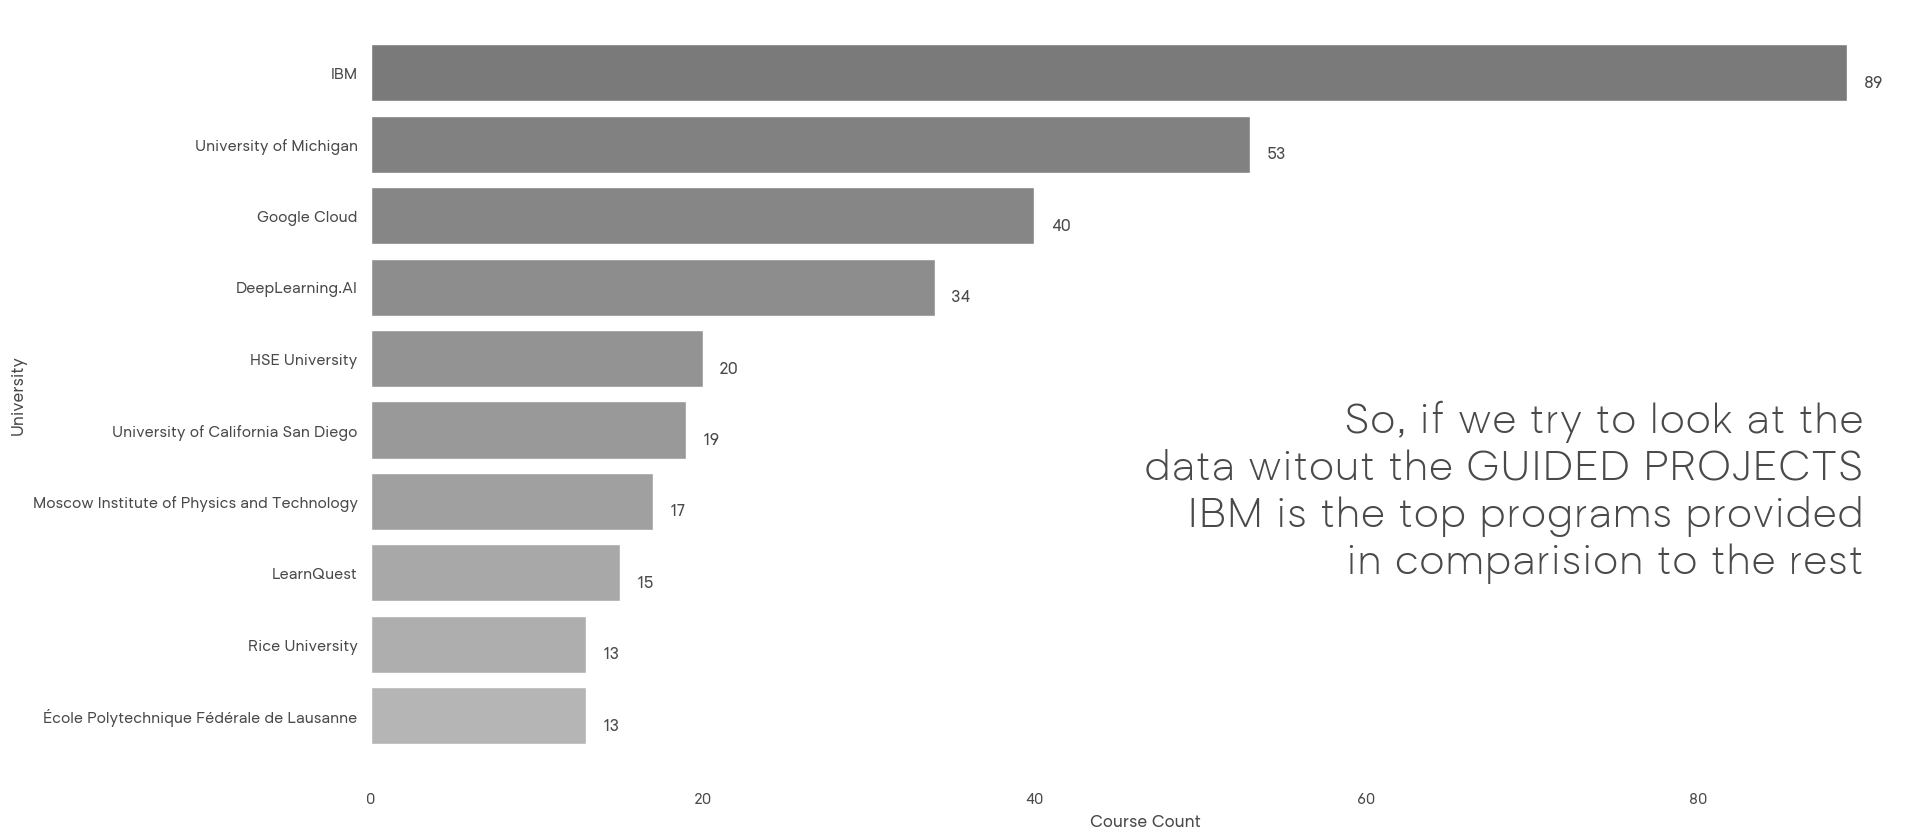 IBM
89
University of Michigan
53
Google Cloud
40
DeepLearning.AI
34
HSE University
20
University of California San Diego
19
Moscow Institute of Physics and Technology
17
LearnQuest
15
Rice University
13
École Polytechnique Fédérale de Lausanne
13
University
So, if we try to look at the
data witout the GUIDED PROJECTS
IBM is the top programs provided
in comparision to the rest
0 20 40 60 80
Course Count